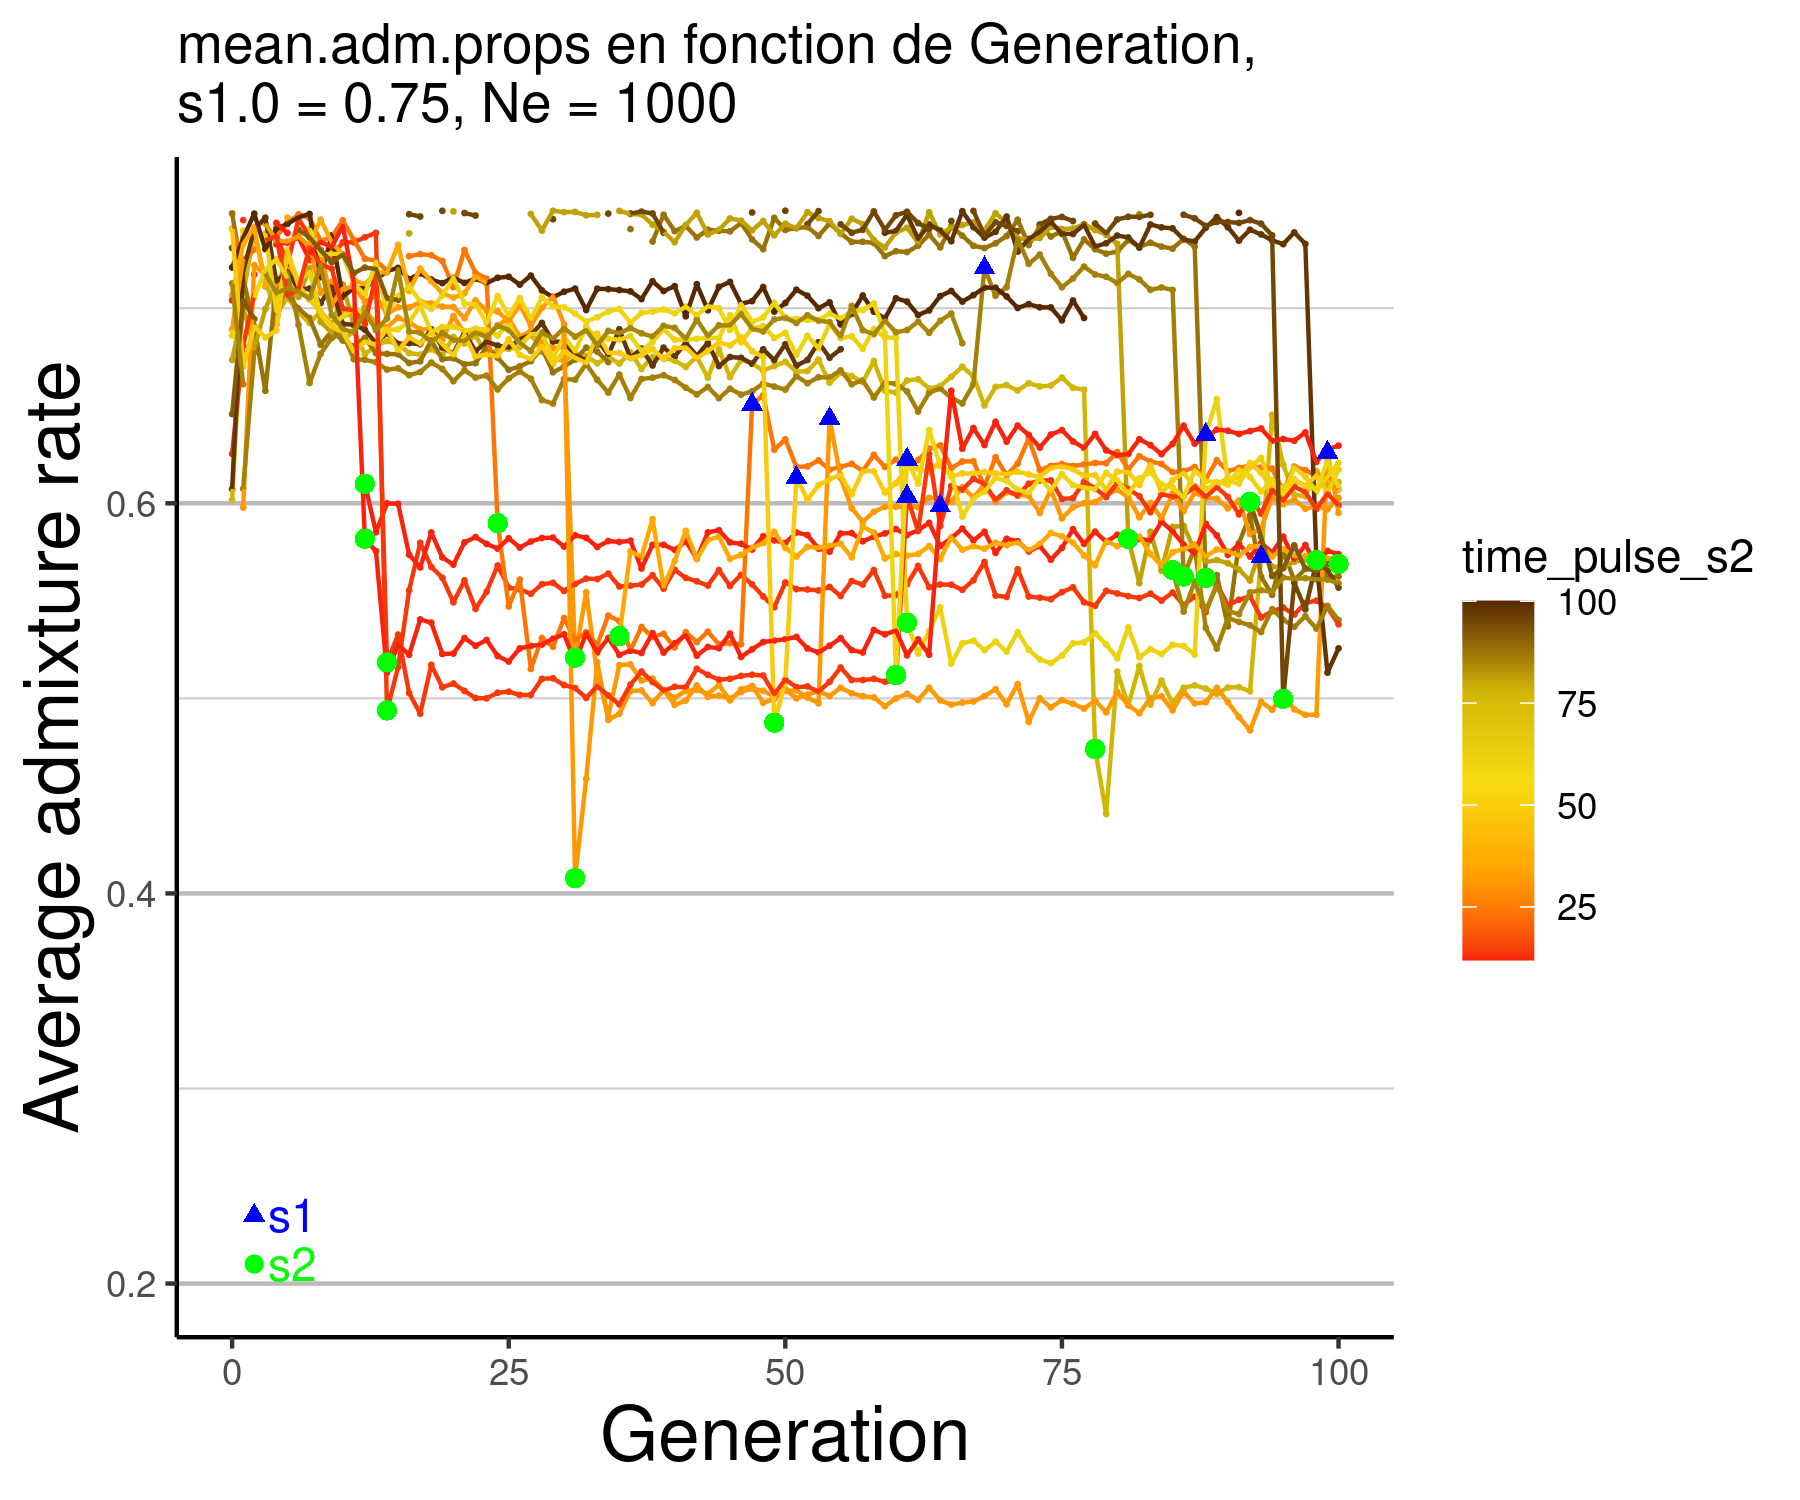 mean.adm.props en fonction de Generation,
s1.0 = 0.75, Ne = 1000
Average admixture rate
0.6
0.4
0.2
s1
s2
0 25 50 75 100
Generation
time_pulse_s2
100
75
50
25